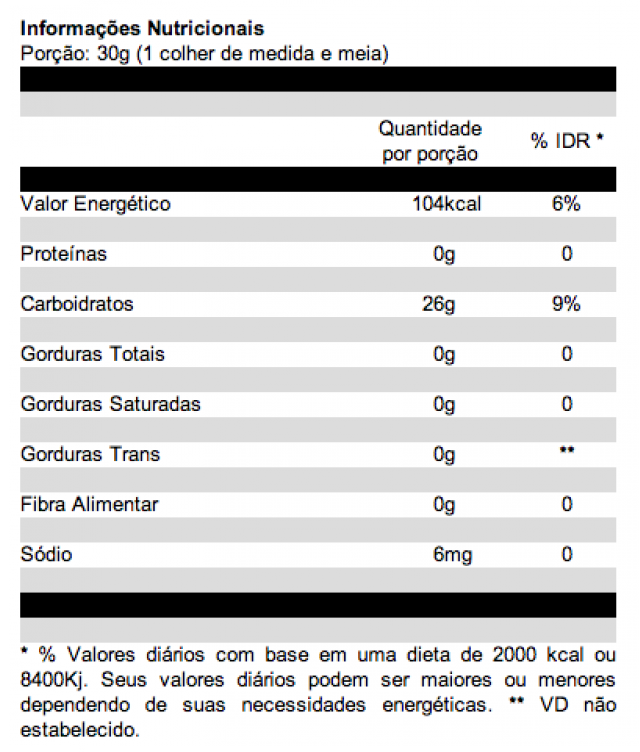 Informações Nutricionais
Porção: 30g (1 colher de medida e meia)
Quantidade por porção % IDR *
Valor Energético 104kcal 6%
Proteínas 0g 0
Carboidratos 26g 9%
Gorduras Totais 0g 0
Gorduras Saturadas 0g 0
Gorduras Trans 0g **
Fibra Alimentar 0g 0
Sódio 6mg 0
* % Valores diários com base em uma dieta de 2000 kcal ou
8400Kj. Seus valores diários podem ser maiores ou menores
dependendo de suas necessidades energéticas. ** VD não
estabelecido.